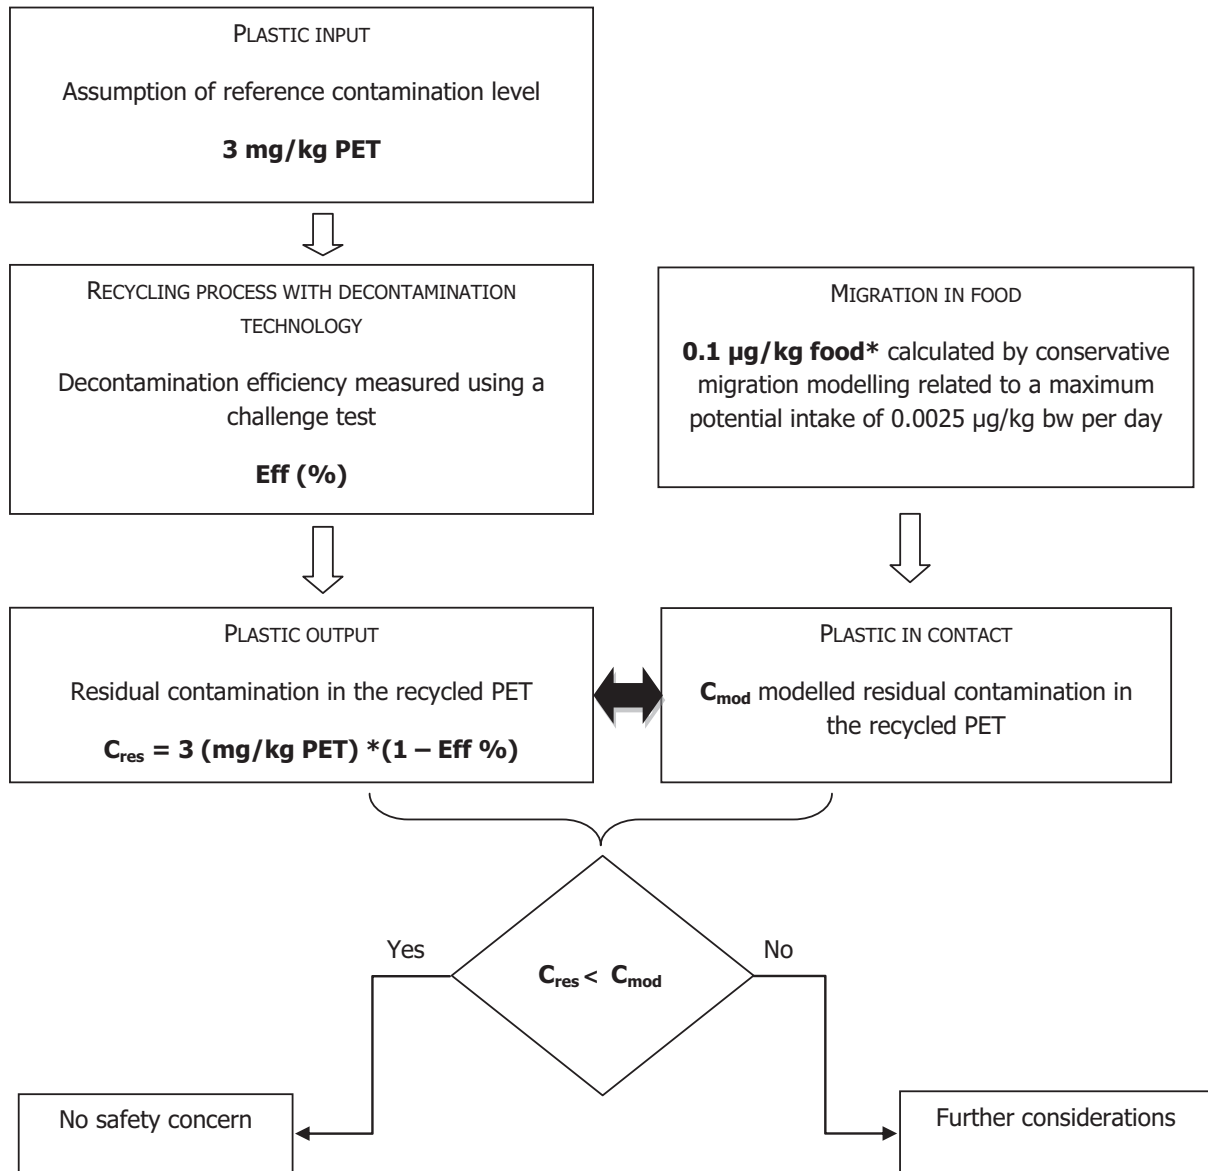 PLASTIC INPUT
Assumption of reference contamination level
3 mg/kg PET
RECYCLING PROCESS WITH DECONTAMINATION
TECHNOLOGY
Decontamination efficiency measured using a
challenge test
Eff (%)
MIGRATION IN FOOD
0.1 µg/kg food* calculated by conservative
migration modelling related to a maximum
potential intake of 0.0025 µg/kg bw per day
PLASTIC OUTPUT
Residual contamination in the recycled PET
Cres = 3 (mg/kg PET) *(1 – Eff %)
PLASTIC IN CONTACT
Cmod modelled residual contamination in
the recycled PET
Yes
No
Cres < Cmod
No safety concern
Further considerations